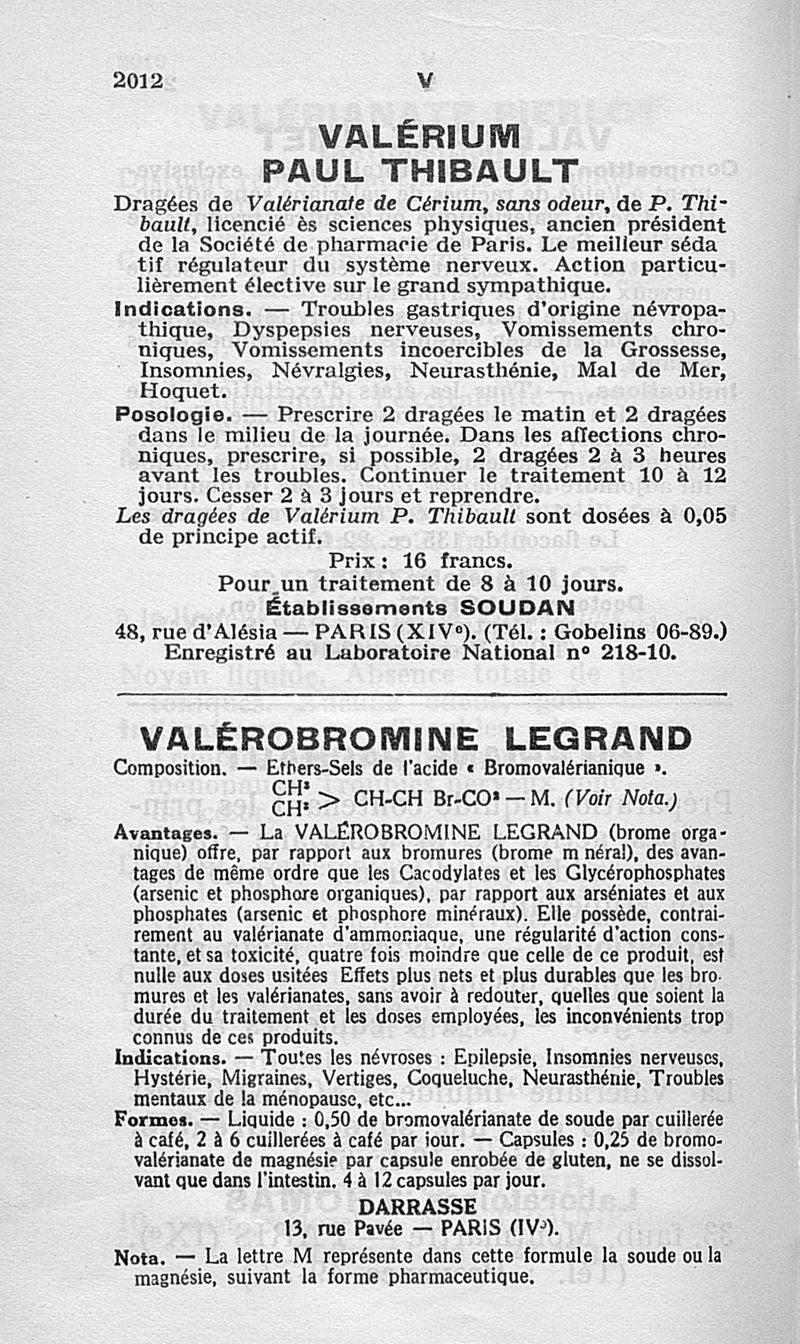 2012 V
VALÉRIUM
PAUL THIBAULT
Dragées de Valérianate de Cérium, sans odeur, de P. Thi-
bault, licencié ès sciences physiques, ancien président
de la Société de pharmacie de Paris. Le meilleur séda
tif régulateur du système nerveux. Action particu-
lièrement élective sur le grand sympathique.
Indications. — Troubles gastriques d'origine névropa-
thique, Dyspepsies nerveuses, Vomissements chro-
niques, Vomissements incoercibles de la Grossesse,
Insomnies, Névralgies, Neurasthénie, Mal de Mer,
Hoquet.
Posologie. — Prescrire 2 dragées le matin et 2 dragées
dans le milieu de la journée. Dans les affections chro-
niques, prescrire, si possible, 2 dragées 2 à 3 heures
avant les troubles. Continuer le traitement 10 à 12
jours. Cesser 2 à 3 jours et reprendre.
Les dragées de Valérium P. Thibault sont dosées à 0,05
de principe actif.
Prix : 16 francs.
Pour un traitement de 8 à 10 jours.
Établissements SOUDAN
48, rue d'Alésia — PARIS (XIVe). (Tél. : Gobelins 06-89.)
Enregistré au Laboratoire National n° 218-10.
VALÉROBROMINE LEGRAND
Composition. — Ethers-Sels de l'acide « Bromovalérianique ».
CH³
CH³ > CH-CH Br-CO² — M. (Voir Nota.)
Avantages. — La VALÉROBROMINE LEGRAND (brome orga-
nique) offre, par rapport aux bromures (brome m néral), des avan-
tages de même ordre que les Cacodylates et les Glycérophosphates
(arsenic et phosphore organiques), par rapport aux arséniates et aux
phosphates (arsenic et phosphore minéraux). Elle possède, contrai-
rement au valérianate d'ammoniaque, une régularité d'action cons-
tante, et sa toxicité, quatre fois moindre que celle de ce produit, est
nulle aux doses usitées Effets plus nets et plus durables que les bro-
mures et les valérianates, sans avoir à redouter, quelles que soient la
durée du traitement et les doses employées, les inconvénients trop
connus de ces produits.
Indications. — Toutes les névroses : Epilepsie, Insomnies nerveuses,
Hystérie, Migraines, Vertiges, Coqueluche, Neurasthénie, Troubles
mentaux de la ménopause, etc...
Formes. — Liquide : 0,50 de bromovalérianate de soude par cuillerée
à café, 2 à 6 cuillerées à café par jour. — Capsules : 0,25 de bromo-
valérianate de magnésie par capsule enrobée de gluten, ne se dissol-
vant que dans l'intestin. 4 à 12 capsules par jour.
DARRASSE
13, rue Pavée — PARIS (IVe).
Nota. — La lettre M représente dans cette formule la soude ou la
magnésie, suivant la forme pharmaceutique.